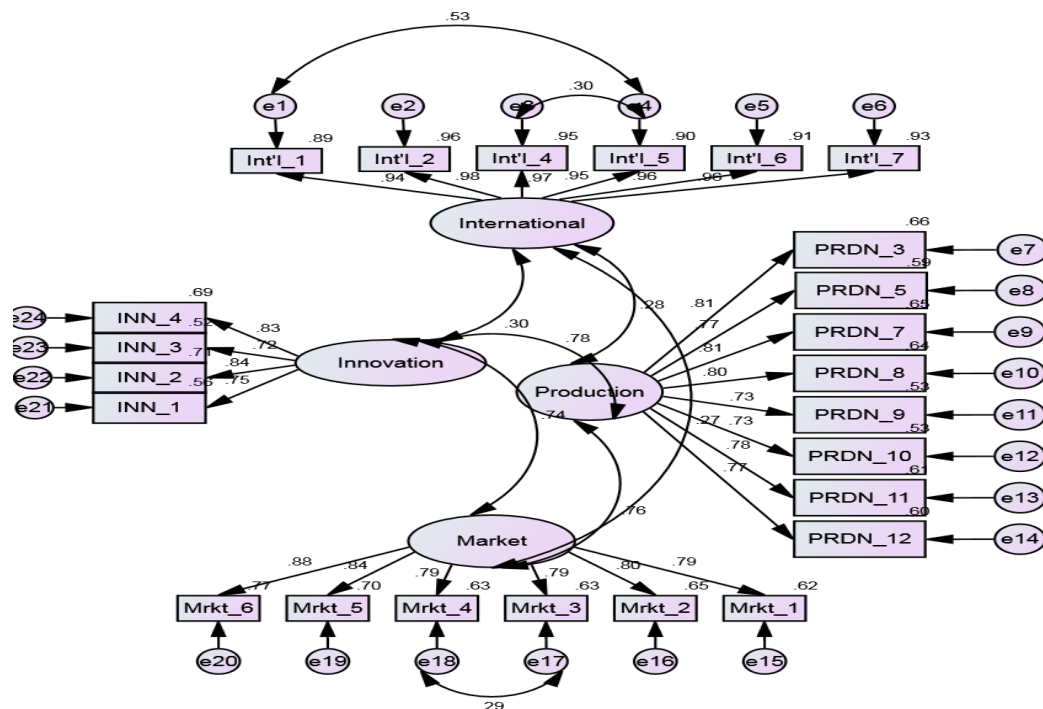 .53
.30
e1 e2 e3 e4 e5 e6
.89 .96 .95 .90 .91 .93
Int'l_1 Int'l_2 Int'l_4 Int'l_5 Int'l_6 Int'l_7
.94 .98 .97 .95 .96 .96
International
.66
PRDN_3 e7
.59
PRDN_5 e8
.65
PRDN_7 e9
.64
PRDN_8 e10
.53
PRDN_9 e11
.53
PRDN_10 e12
.61
PRDN_11 e13
.60
PRDN_12 e14
.81
.77
.81
.80
.73
.73
.78
.77
Production
.28
.30
.78
.74
.27
.76
.69
e24 INN_4
.52
e23 INN_3
.71
e22 INN_2
.56
e21 INN_1
.83
.72
.84
.75
Innovation
Market
.88 .84 .79 .79 .80 .79
.77 .70 .63 .63 .65 .62
Mrkt_6 Mrkt_5 Mrkt_4 Mrkt_3 Mrkt_2 Mrkt_1
e20 e19 e18 e17 e16 e15
.29